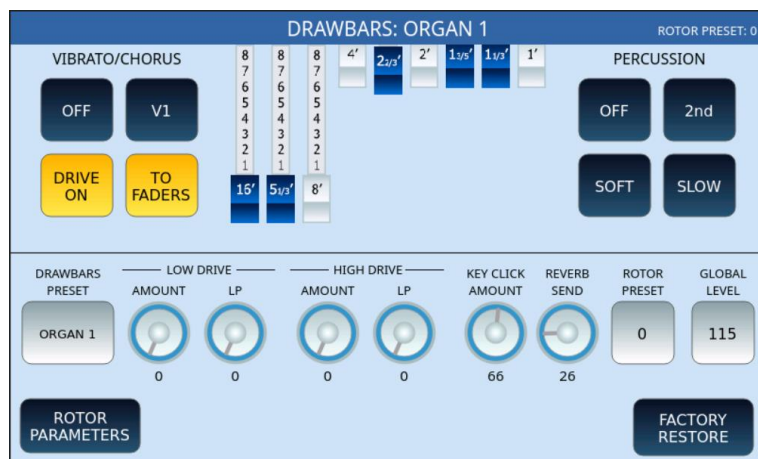 DRAWBARS: ORGAN 1
ROTOR PRESET: 0
VIBRATO/CHORUS
PERCUSSION
8 8 8 4′ 2 2/3′ 2′ 1 3/5′ 1 1/3′ 1′
7 7 7
6 6 6
5 5 5
4 4 4
3 3 3
2 2 2
1 1 1
16′ 5 1/3′ 8′
OFF V1
DRIVE ON
TO FADERS
OFF 2nd
SOFT SLOW
DRAWBARS PRESET
LOW DRIVE
AMOUNT LP
HIGH DRIVE
AMOUNT LP
KEY CLICK AMOUNT
REVERB SEND
ROTOR PRESET
GLOBAL LEVEL
ORGAN 1
0 115
0 0 0 0 66 26
ROTOR PARAMETERS
FACTORY RESTORE